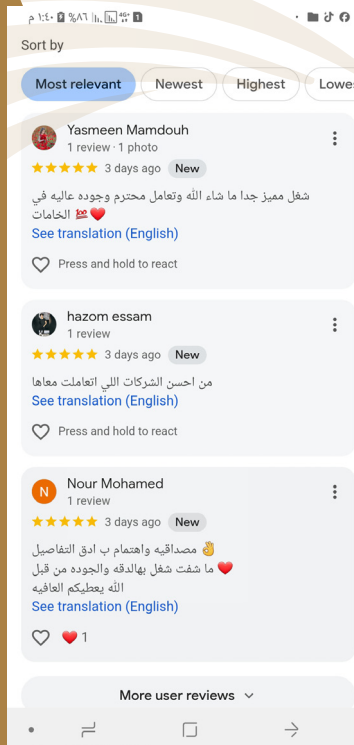 م ١:٤٠ %٨٦ 46+ 1
Sort by
Most relevant Newest Highest Lowe
Yasmeen Mamdouh
1 review · 1 photo
★★★★★ 3 days ago New
شغل مميز جدا ما شاء الله وتعامل محترم وجوده عاليه في
الخامات 💯❤️
See translation (English)
Press and hold to react
hazom essam
1 review
★★★★★ 3 days ago New
من احسن الشركات اللي اتعاملت معاها
See translation (English)
Press and hold to react
N Nour Mohamed
1 review
★★★★★ 3 days ago New
👌 مصداقيه واهتمام ب ادق التفاصيل
❤️ ما شفت شغل بهالدقه والجوده من قبل
الله يعطيكم العافيه
See translation (English)
❤️ 1
More user reviews